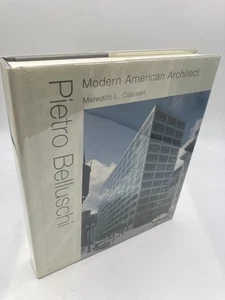 Pietro Belluschi
Modern American Architect
Meredith L. Clausen